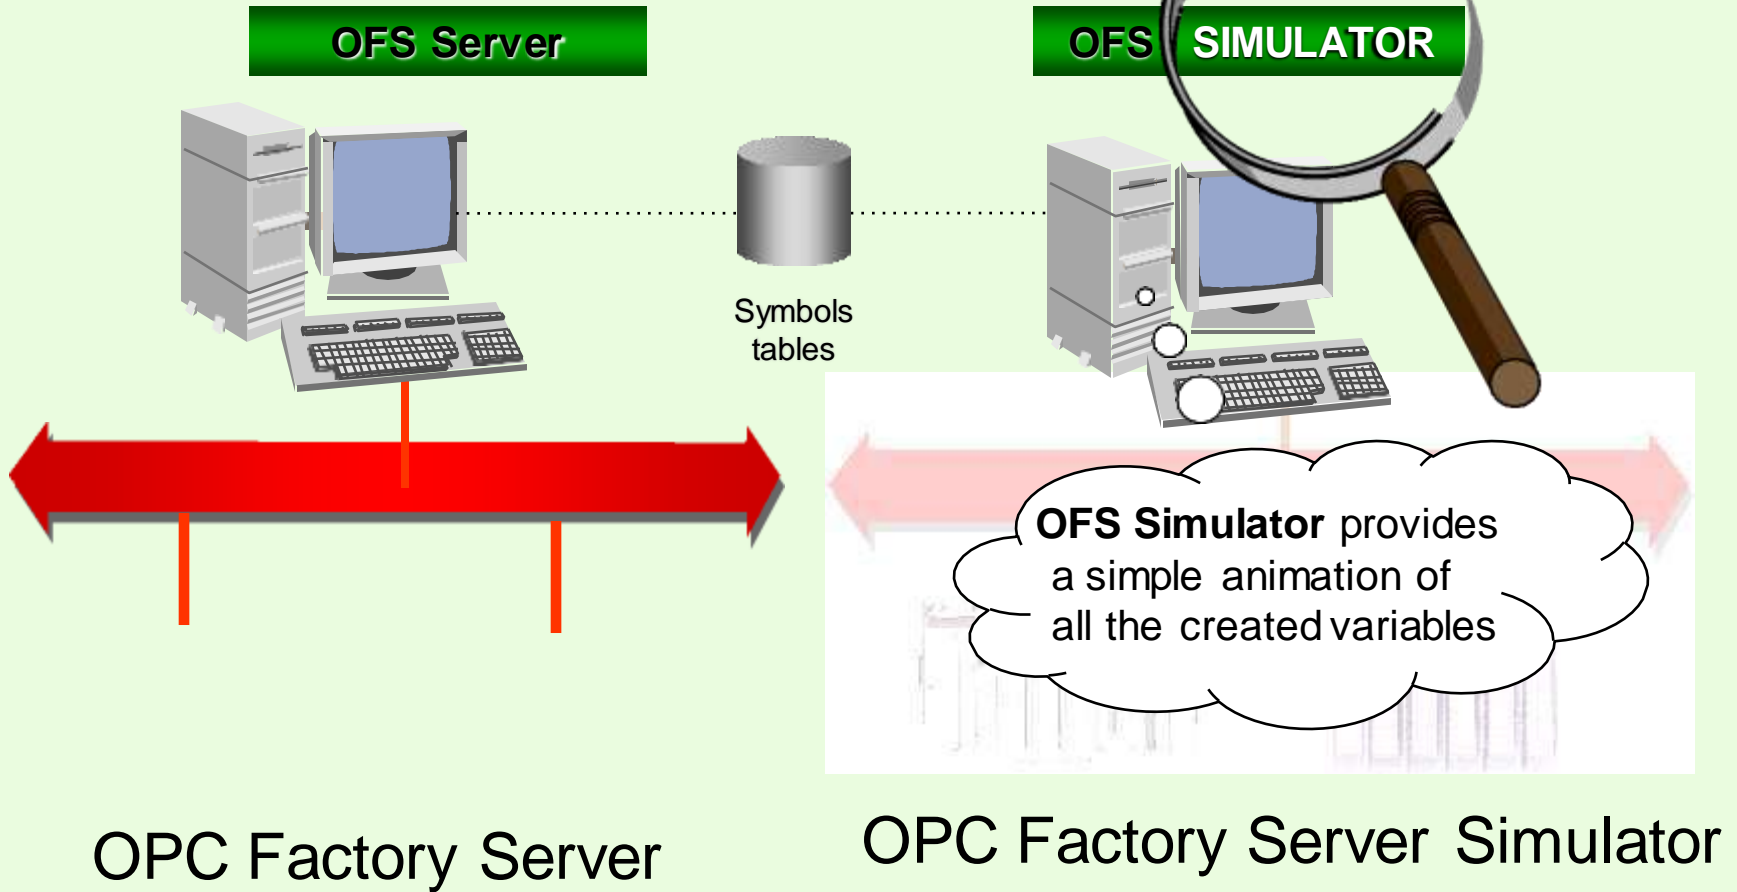 OFS Server
OFS SIMULATOR
Symbols
tables
OFS Simulator provides
a simple animation of
all the created variables
OPC Factory Server
OPC Factory Server Simulator